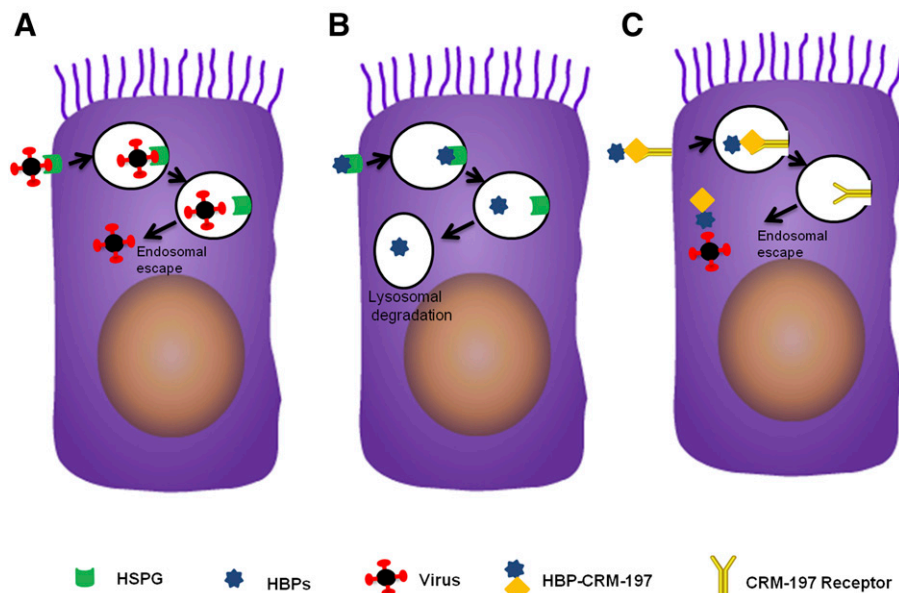 A
B
C
Endosomal
escape
Lysosomal
degradation
Endosomal
escape
HSPG
HBPs
Virus
HBP-CRM-197
CRM-197 Receptor